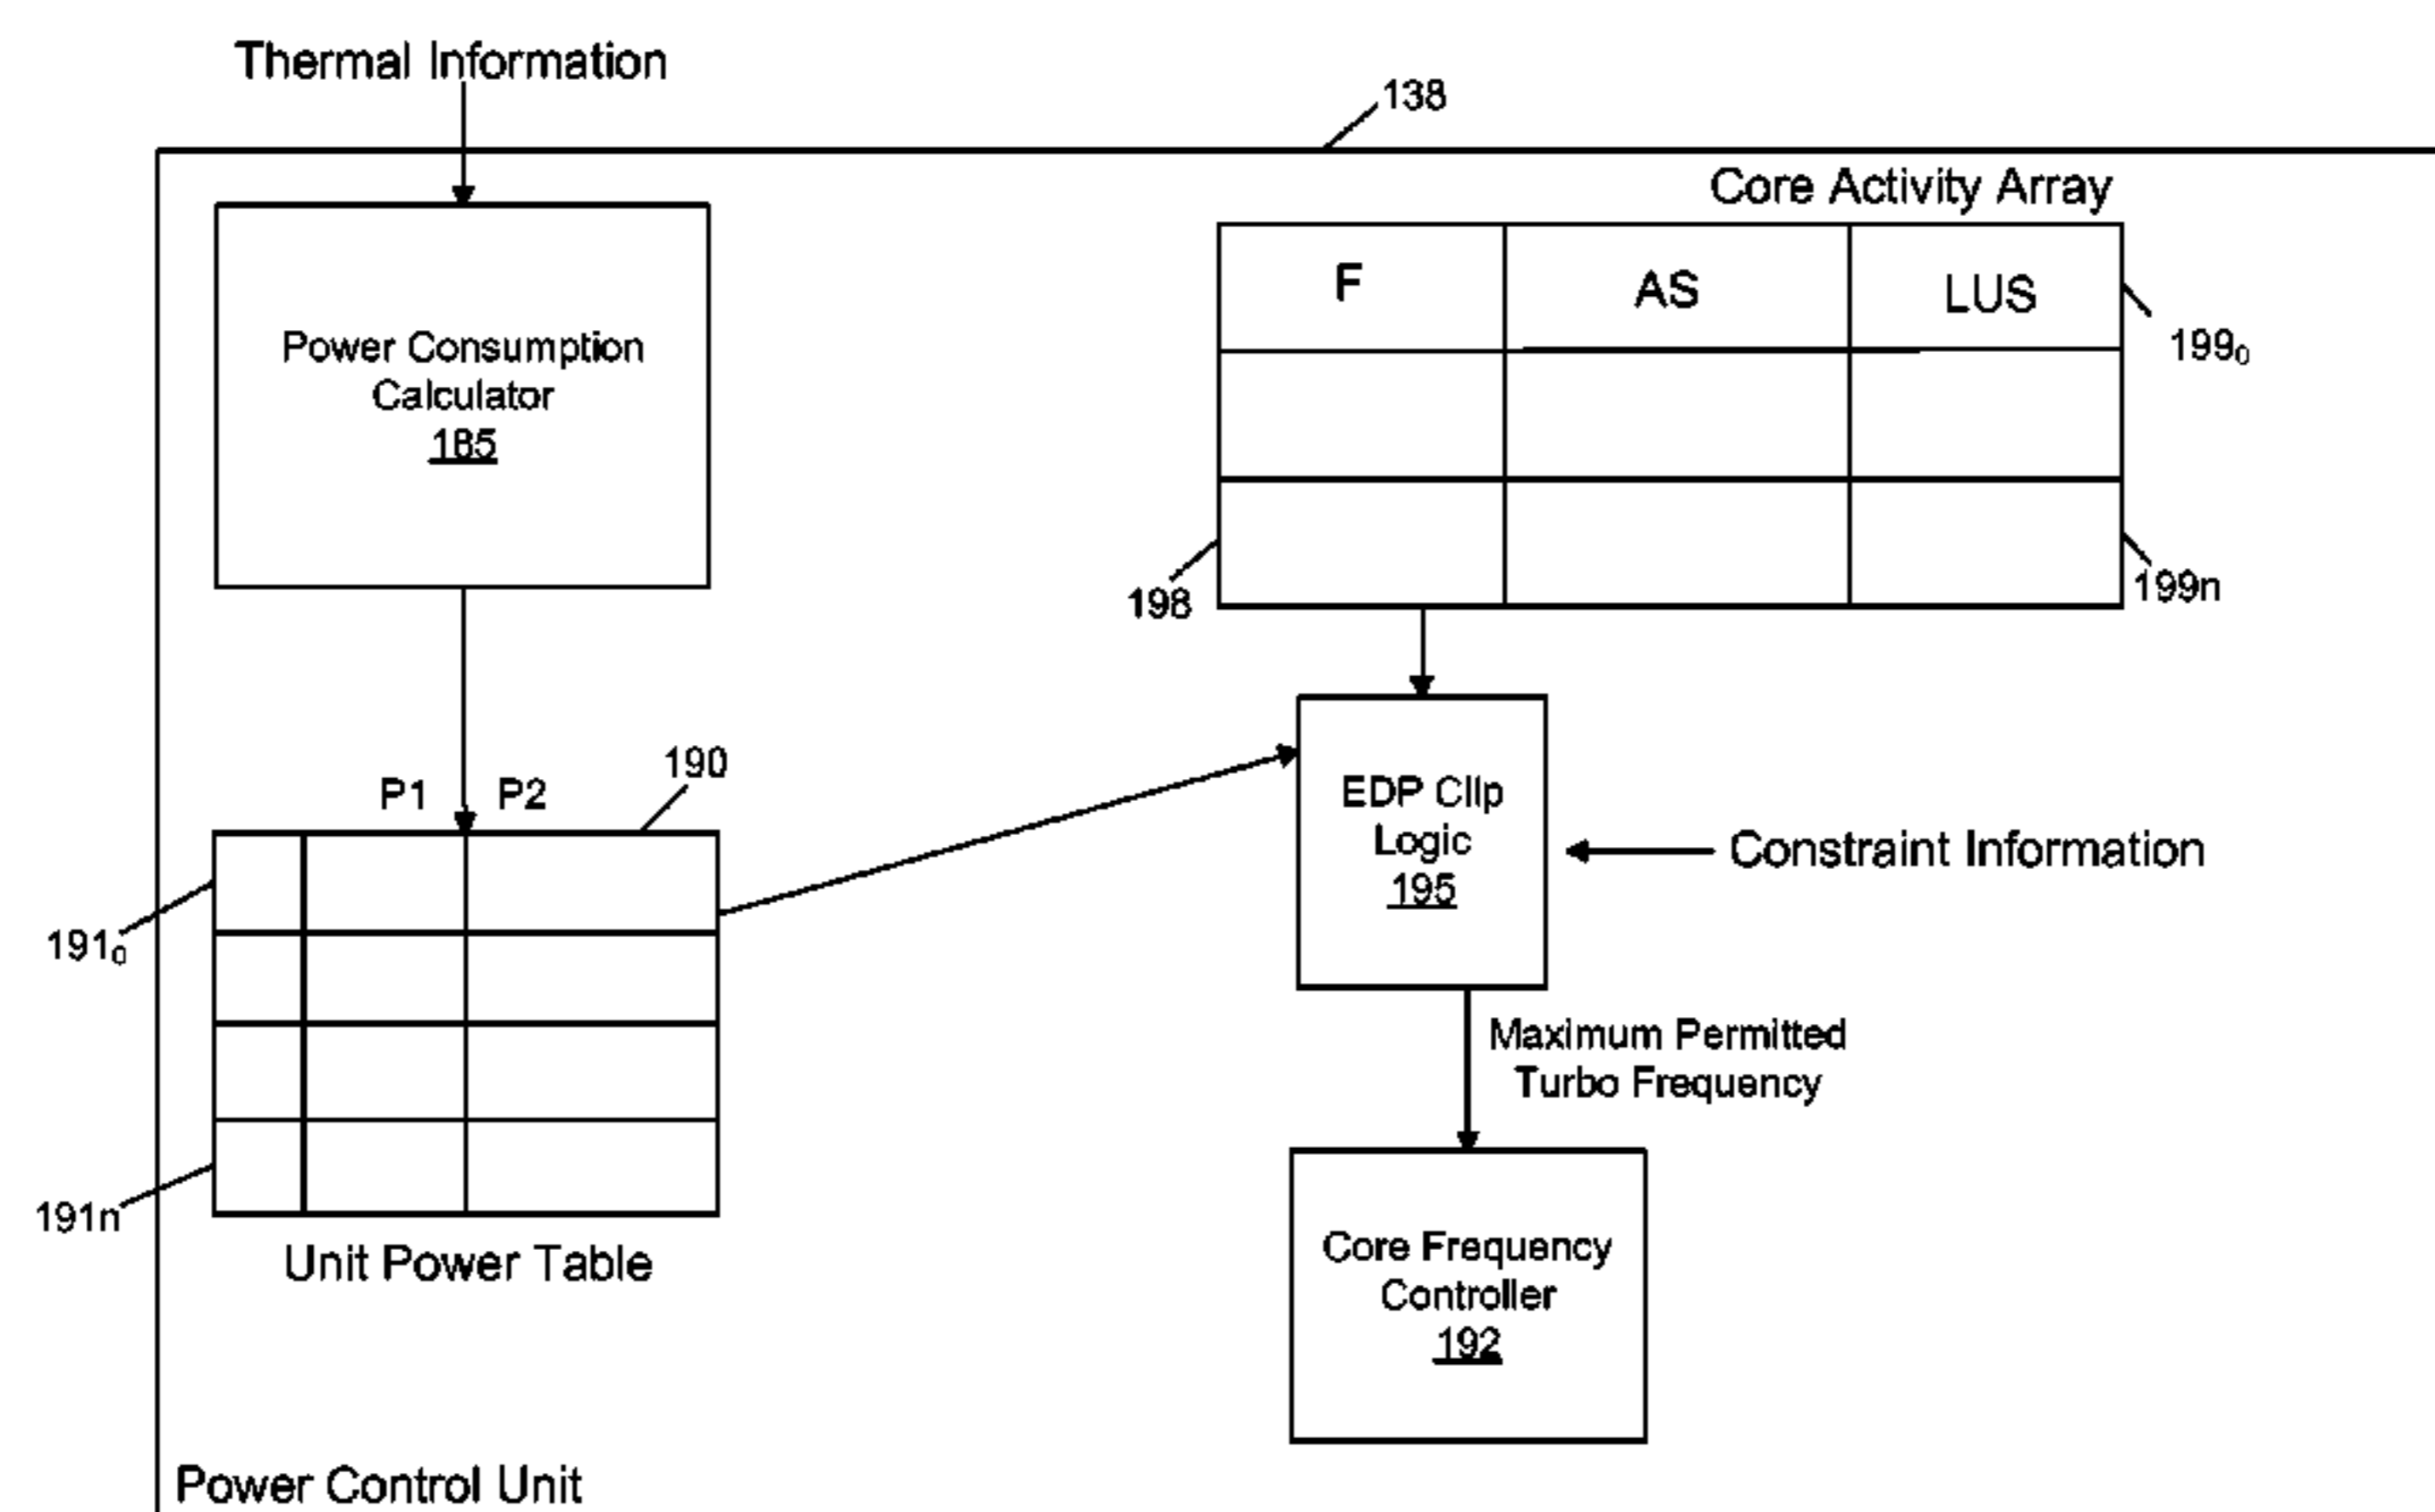 Thermal Information
138
Core Activity Array
F
AS
LUS
199₀
Power Consumption
Calculator
185
198
199n
P1
P2
190
EDP Clip
Logic
195
Constraint Information
191₀
191n
Unit Power Table
Maximum Permitted
Turbo Frequency
Core Frequency
Controller
192
Power Control Unit